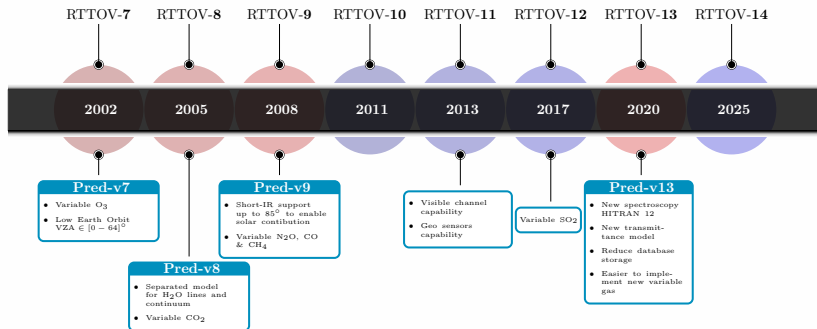 RTTOV-7 RTTOV-8 RTTOV-9 RTTOV-10 RTTOV-11 RTTOV-12 RTTOV-13 RTTOV-14
2002 2005 2008 2011 2013 2017 2020 2025
Pred-v7
• Variable O3
• Low Earth Orbit
VZA ∈ [0 − 64]°
Pred-v8
• Separated model
for H2O lines and
continuum
• Variable CO2
Pred-v9
• Short-IR support
up to 85° to enable
solar contibution
• Variable N2O, CO
& CH4
• Visible channel
capability
• Geo sensors
capability
Variable SO2
Pred-v13
• New spectroscopy
HITRAN 12
• New transmit-
tance model
• Reduce database
storage
• Easier to imple-
ment new variable
gas